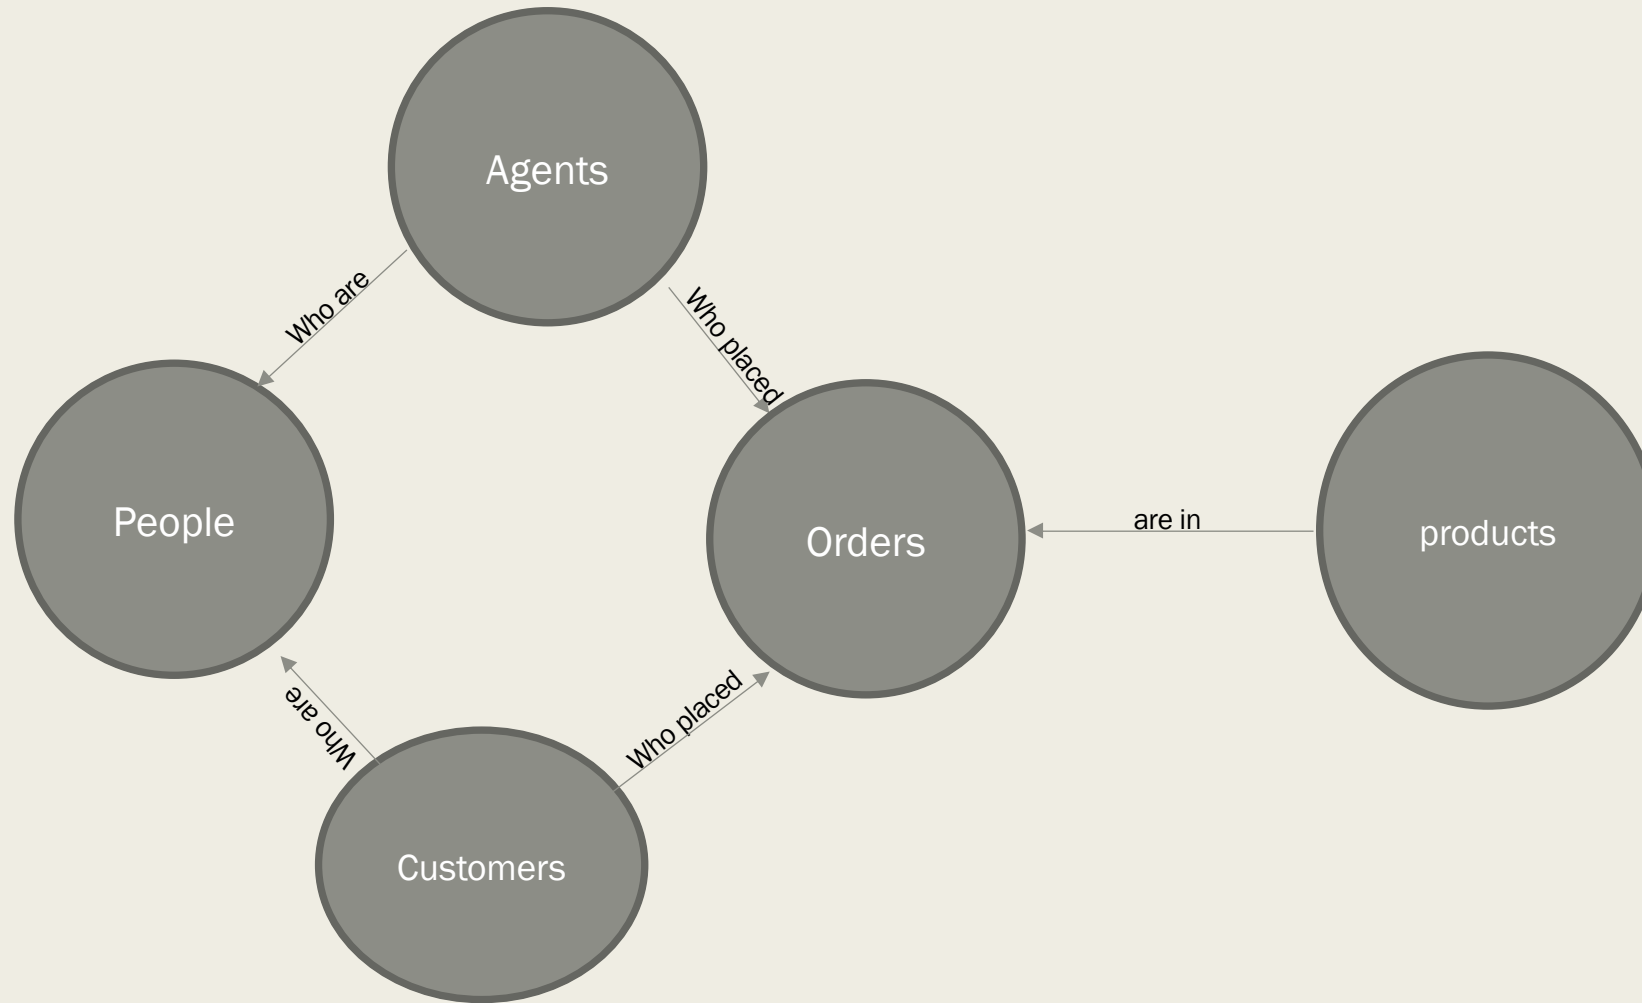 Agents
Who are
Who placed
People
Orders
are in
products
Who are
Who placed
Customers